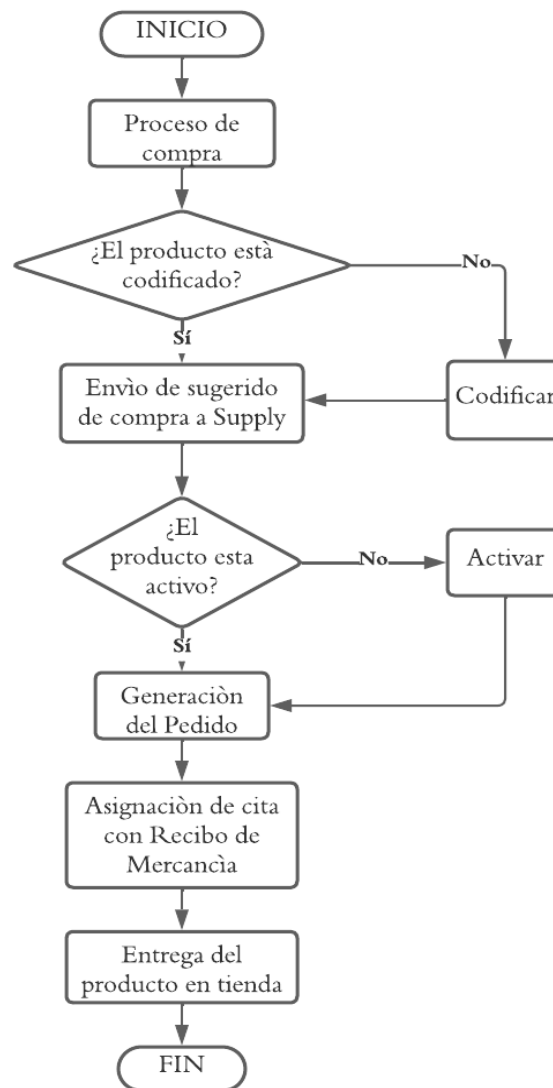 INICIO
Proceso de
compra
¿El producto està
codificado?
No
Sí
Envìo de sugerido
de compra a Supply
Codificar
¿El
producto esta
activo?
No
Activar
Sí
Generaciòn
del Pedido
Asignaciòn de cita
con Recibo de
Mercancìa
Entrega del
producto en tienda
FIN